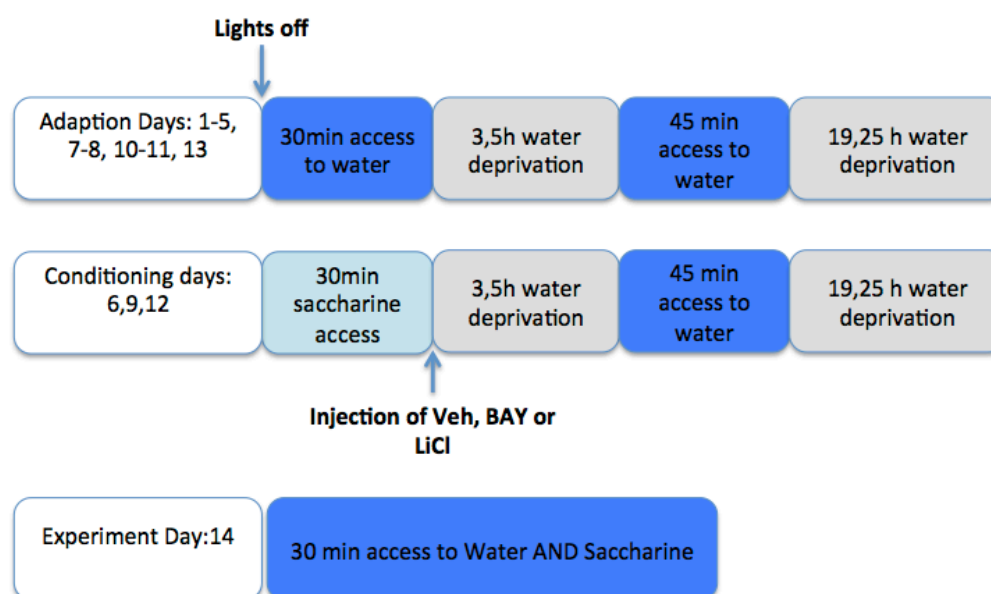 Lights off
Adaption Days: 1-5,
7-8, 10-11, 13
30min access
to water
3,5h water
deprivation
45 min
access to
water
19,25 h water
deprivation
Conditioning days:
6,9,12
30min
saccharine
access
3,5h water
deprivation
45 min
access to
water
19,25 h water
deprivation
Injection of Veh, BAY or
LiCl
Experiment Day:14
30 min access to Water AND Saccharine